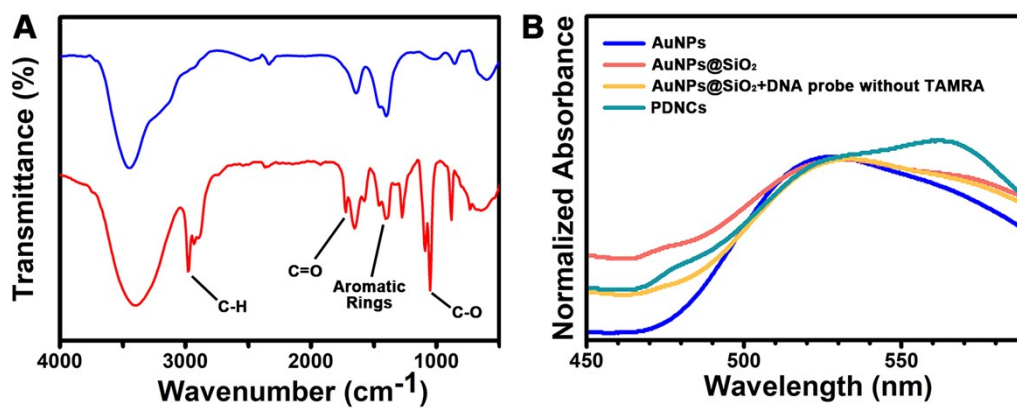 A
Transmittance (%)
C-H
C=O
Aromatic
Rings
C-O
4000 3000 2000 1000
Wavenumber (cm-1)
B
Normalized Absorbance
AuNPs
AuNPs@SiO₂
AuNPs@SiO₂+DNA probe without TAMRA
PDNCs
450 500 550
Wavelength (nm)